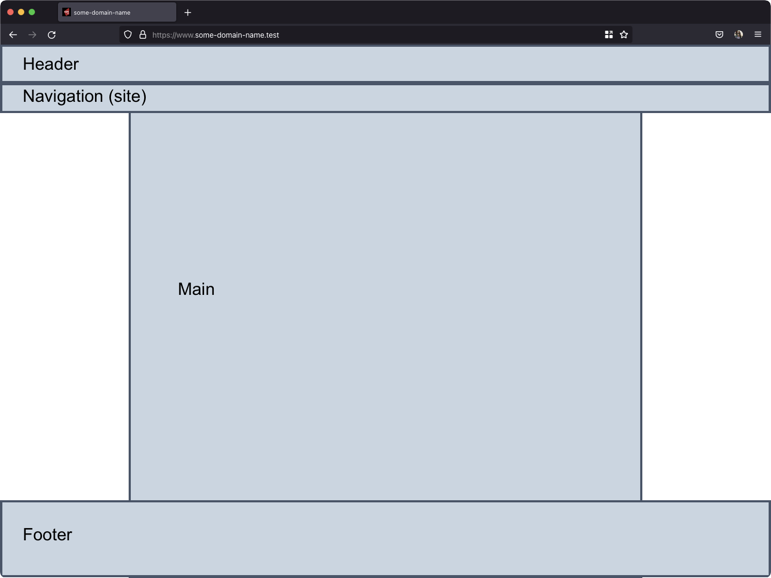 some-domain-name
https://www.some-domain-name.test
Header
Navigation (site)
Main
Footer